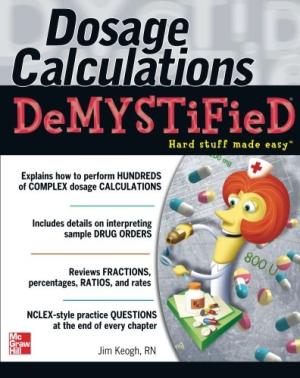 Dosage
Calculations
DeMYSTiFieD
Hard stuff made easy™
Explains how to perform HUNDREDS
of COMPLEX dosage CALCULATIONS
Includes details on interpreting
sample DRUG ORDERS
Reviews FRACTIONS,
percentages, RATIOS, and rates
NCLEX-style practice QUESTIONS
at the end of every chapter
800 U
Mc
Graw
Hill
Jim Keogh, RN